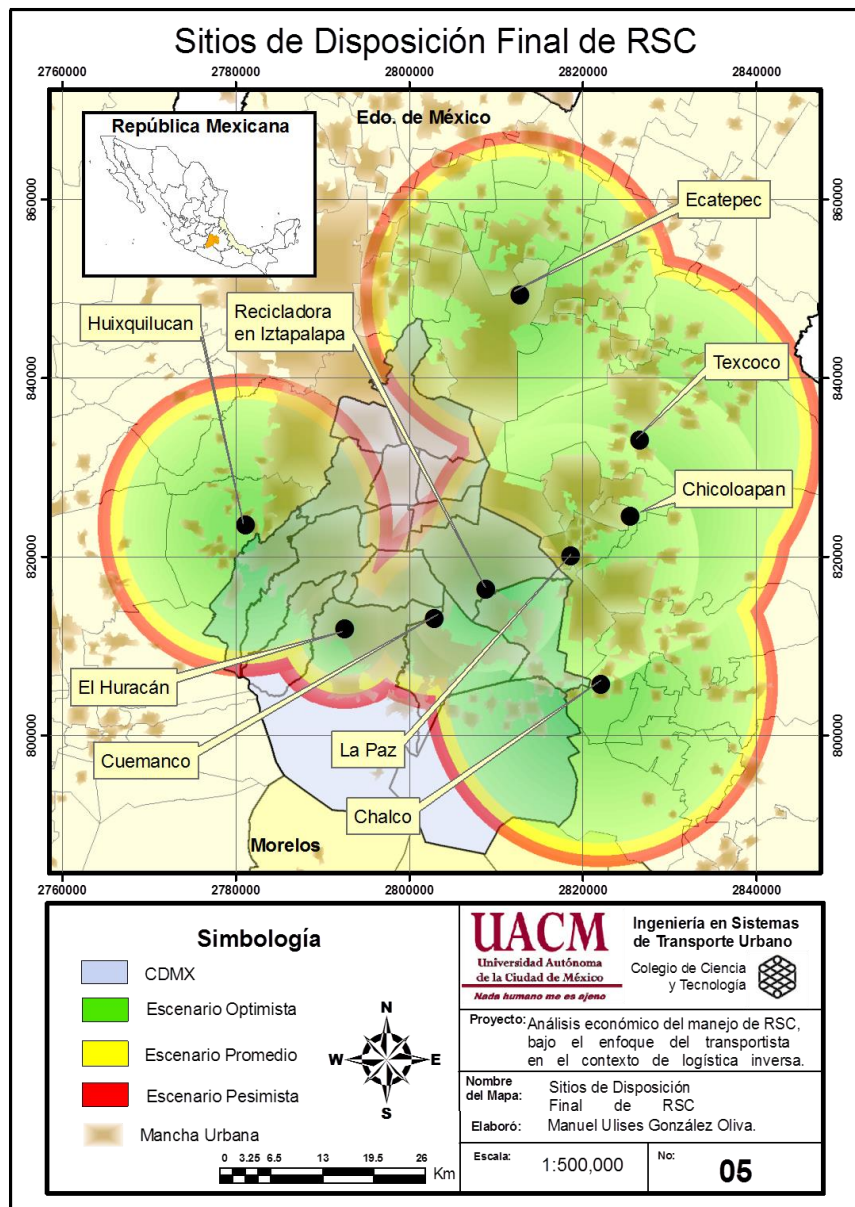 Sitios de Disposición Final de RSC
2760000
2780000
2800000
2820000
2840000
Edo. de México
República Mexicana
860000
860000
Ecatepec
Huixquilucan
Recicladora
en Iztapalapa
840000
840000
Texcoco
Chicoloapan
820000
820000
El Huracán
La Paz
Cuemanco
800000
800000
Chalco
Morelos
2760000
2780000
2800000
2820000
2840000
Simbología
CDMX
Escenario Optimista
Escenario Promedio
Escenario Pesimista
Mancha Urbana
N
W
E
S
0 3.25 6.5 13 19.5 26
Km
UACM
Universidad Autónoma
de la Ciudad de México
Nada humano me es ajeno
Ingeniería en Sistemas
de Transporte Urbano
Colegio de Ciencia
y Tecnología
Proyecto: Análisis económico del manejo de RSC,
bajo el enfoque del transportista
en el contexto de logística inversa.
Nombre
del Mapa:
Sitios de Disposición
Final de RSC
Elaboró: Manuel Ulises González Oliva.
Escala: 1:500,000
No: 05